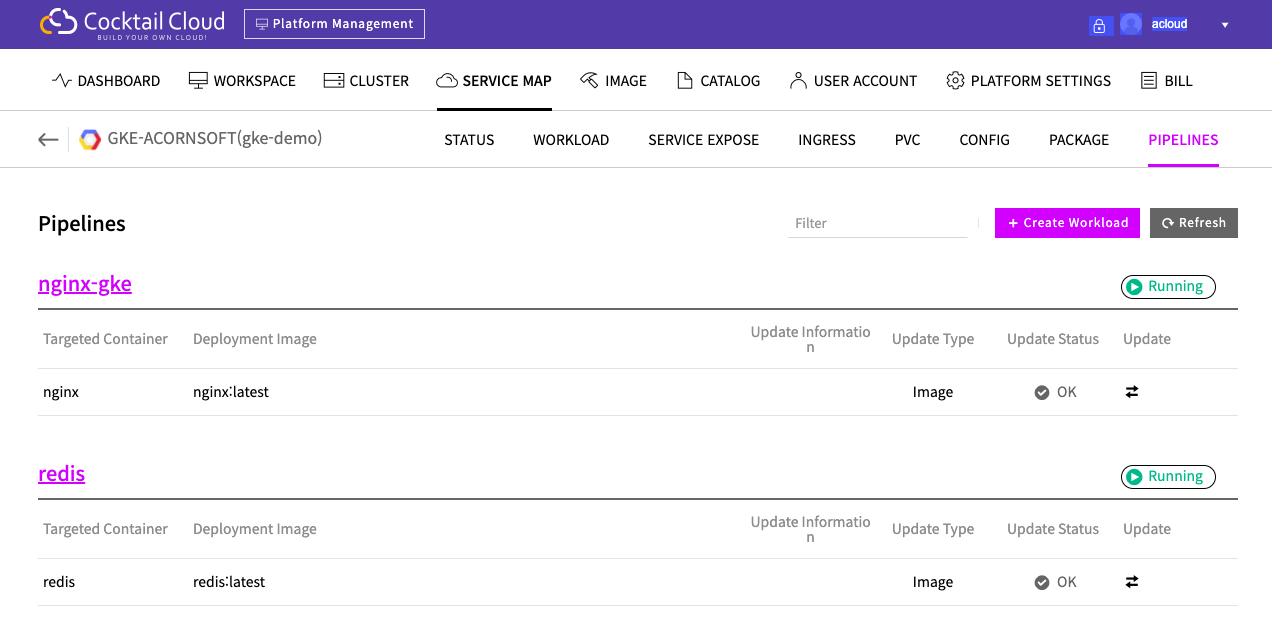 Cocktail Cloud
BUILD YOUR OWN CLOUD!
Platform Management
acloud
DASHBOARD WORKSPACE CLUSTER SERVICE MAP IMAGE CATALOG USER ACCOUNT PLATFORM SETTINGS BILL
GKE-ACORNSOFT(gke-demo) STATUS WORKLOAD SERVICE EXPOSE INGRESS PVC CONFIG PACKAGE PIPELINES
Pipelines Filter + Create Workload Refresh
nginx-gke Running
Targeted Container Deployment Image Update Informatio
n Update Type Update Status Update
nginx nginx:latest Image OK
redis Running
Targeted Container Deployment Image Update Informatio
n Update Type Update Status Update
redis redis:latest Image OK